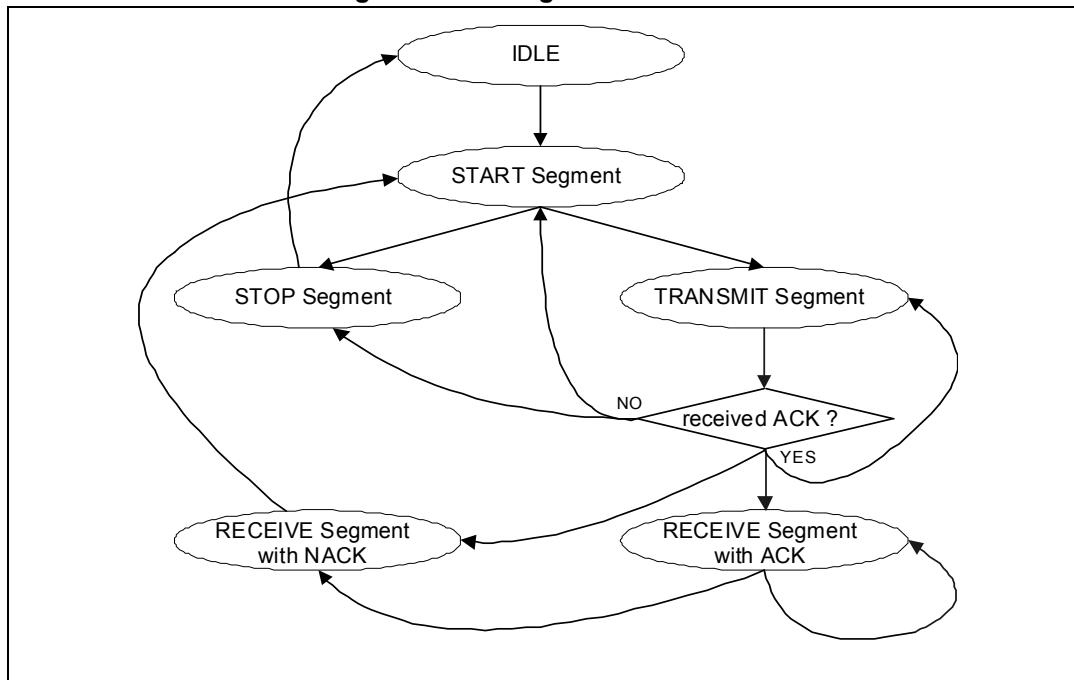 IDLE
START Segment
STOP Segment
TRANSMIT Segment
NO
received ACK ?
YES
RECEIVE Segment
with NACK
RECEIVE Segment
with ACK